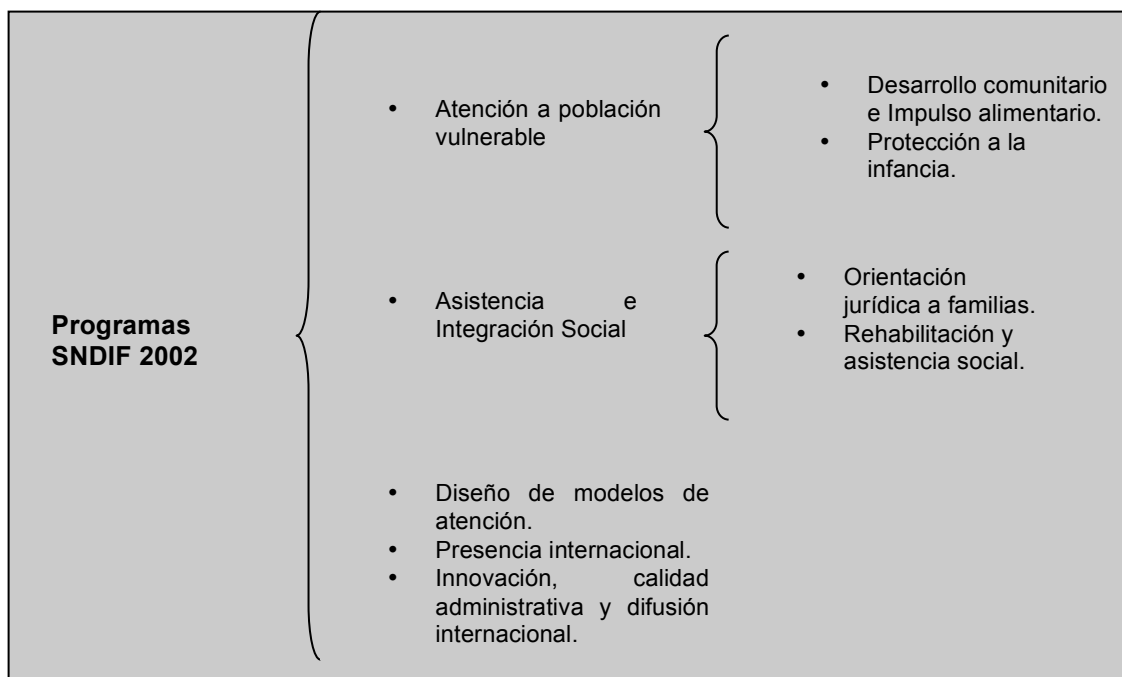 Programas
SNDIF 2002
• Atención a población
vulnerable
• Desarrollo comunitario
e Impulso alimentario.
• Protección a la
infancia.
• Asistencia e
Integración Social
• Orientación
jurídica a familias.
• Rehabilitación y
asistencia social.
• Diseño de modelos de
atención.
• Presencia internacional.
• Innovación, calidad
administrativa y difusión
internacional.